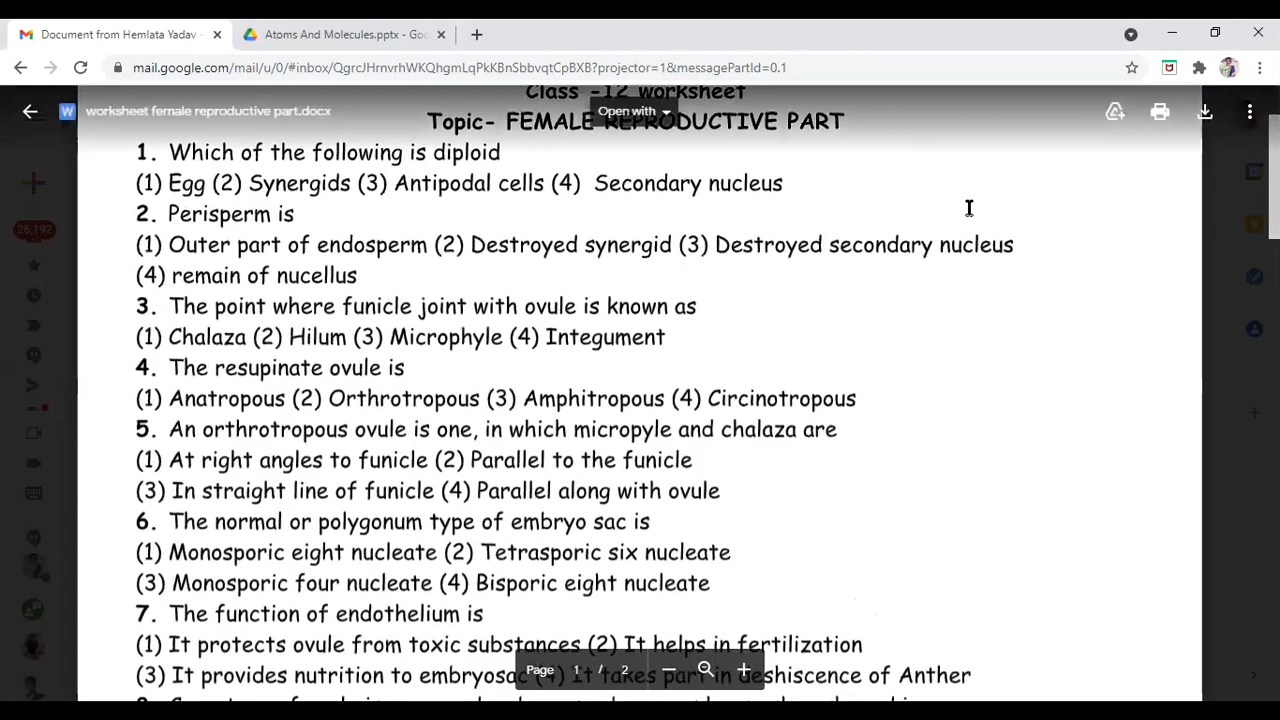 Document from Hemlata Yadav
Atoms And Molecules.pptx - Goo
mail.google.com/mail/u/0/#inbox/QgrcJHrnvrhWKQhgmLqPkKBnSbbvqtCpBXB?projector=1&messagePartId=0.1
Class -12 worksheet
worksheet female reproductive part.docx
Open with
Topic- FEMALE REPRODUCTIVE PART
1. Which of the following is diploid
(1) Egg (2) Synergids (3) Antipodal cells (4) Secondary nucleus
2. Perisperm is
26,192
(1) Outer part of endosperm (2) Destroyed synergid (3) Destroyed secondary nucleus
(4) remain of nucellus
3. The point where funicle joint with ovule is known as
(1) Chalaza (2) Hilum (3) Microphyle (4) Integument
4. The resupinate ovule is
(1) Anatropous (2) Orthrotropous (3) Amphitropous (4) Circinotropous
5. An orthrotropous ovule is one, in which micropyle and chalaza are
(1) At right angles to funicle (2) Parallel to the funicle
(3) In straight line of funicle (4) Parallel along with ovule
6. The normal or polygonum type of embryo sac is
(1) Monosporic eight nucleate (2) Tetrasporic six nucleate
(3) Monosporic four nucleate (4) Bisporic eight nucleate
7. The function of endothelium is
(1) It protects ovule from toxic substances (2) It helps in fertilization
(3) It provides nutrition to embryosac (4) It takes part in deshiscence of Anther
Page 1 / 2